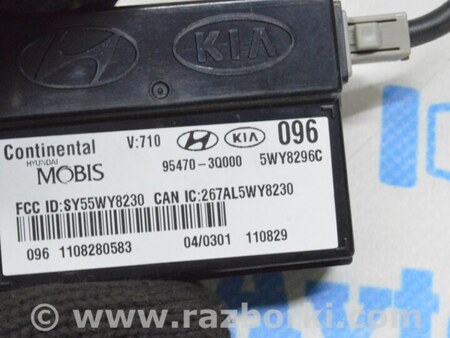 KIA
Continental V:710 KIA 096
HYUNDAI MOBIS 95470-3Q000 5WY8296C
FCC ID:SY55WY8230 CAN IC:267AL5WY8230
096 1108280583 04/0301 110829
© www.razborki.com